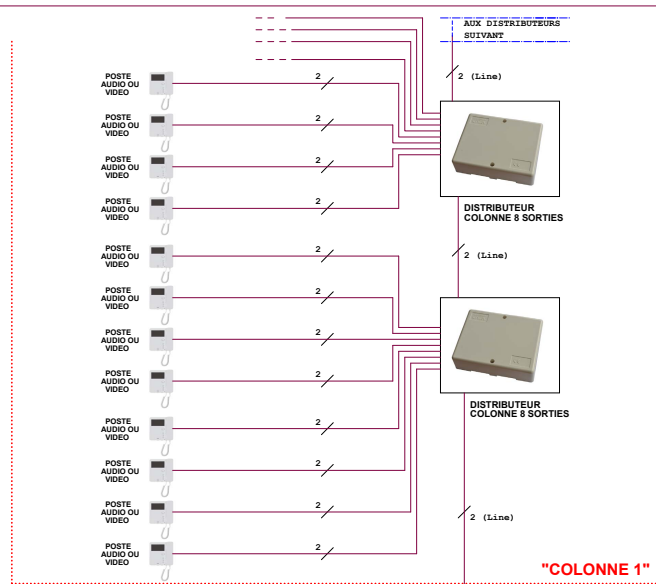 AUX DISTRIBUTEURS
SUIVANT
2 (Line)
POSTE
AUDIO OU
VIDEO
2
POSTE
AUDIO OU
VIDEO
2
POSTE
AUDIO OU
VIDEO
2
POSTE
AUDIO OU
VIDEO
2
DISTRIBUTEUR
COLONNE 8 SORTIES
2 (Line)
POSTE
AUDIO OU
VIDEO
2
POSTE
AUDIO OU
VIDEO
2
POSTE
AUDIO OU
VIDEO
2
POSTE
AUDIO OU
VIDEO
2
DISTRIBUTEUR
COLONNE 8 SORTIES
POSTE
AUDIO OU
VIDEO
2
POSTE
AUDIO OU
VIDEO
2
POSTE
AUDIO OU
VIDEO
2
2 (Line)
POSTE
AUDIO OU
VIDEO
2
"COLONNE 1"